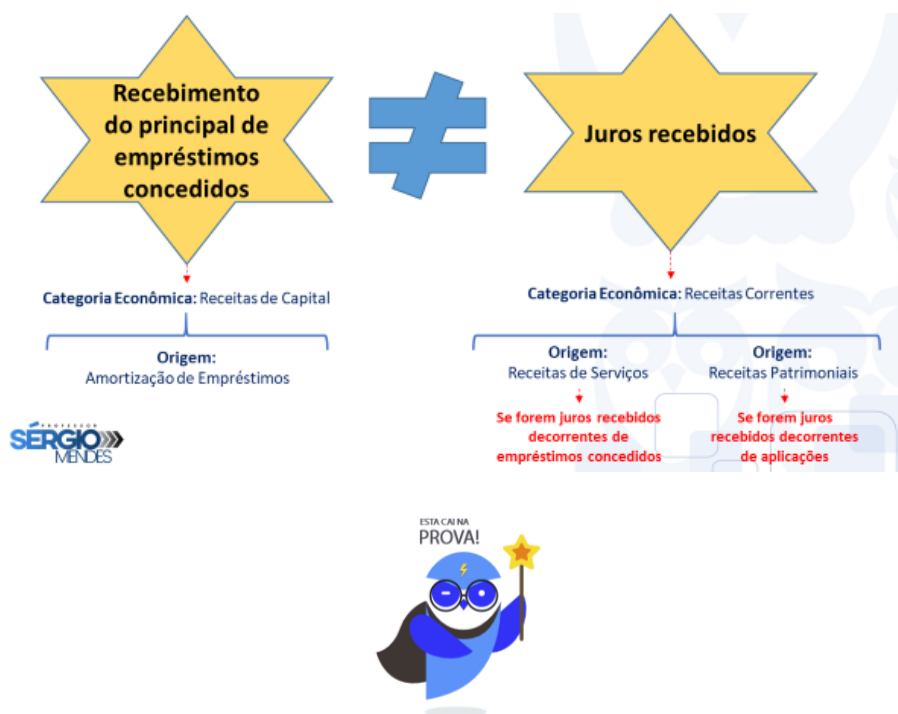 Recebimento
do principal de
empréstimos
concedidos
Juros recebidos
Categoria Econômica: Receitas de Capital
Origem:
Amortização de Empréstimos
Categoria Econômica: Receitas Correntes
Origem:
Receitas de Serviços
Se forem juros recebidos
decorrentes de
empréstimos concedidos
Origem:
Receitas Patrimoniais
Se forem juros
recebidos decorrentes
de aplicações
PROFESSOR
SÉRGIO
MENDES
ESTA CAI NA
PROVA!